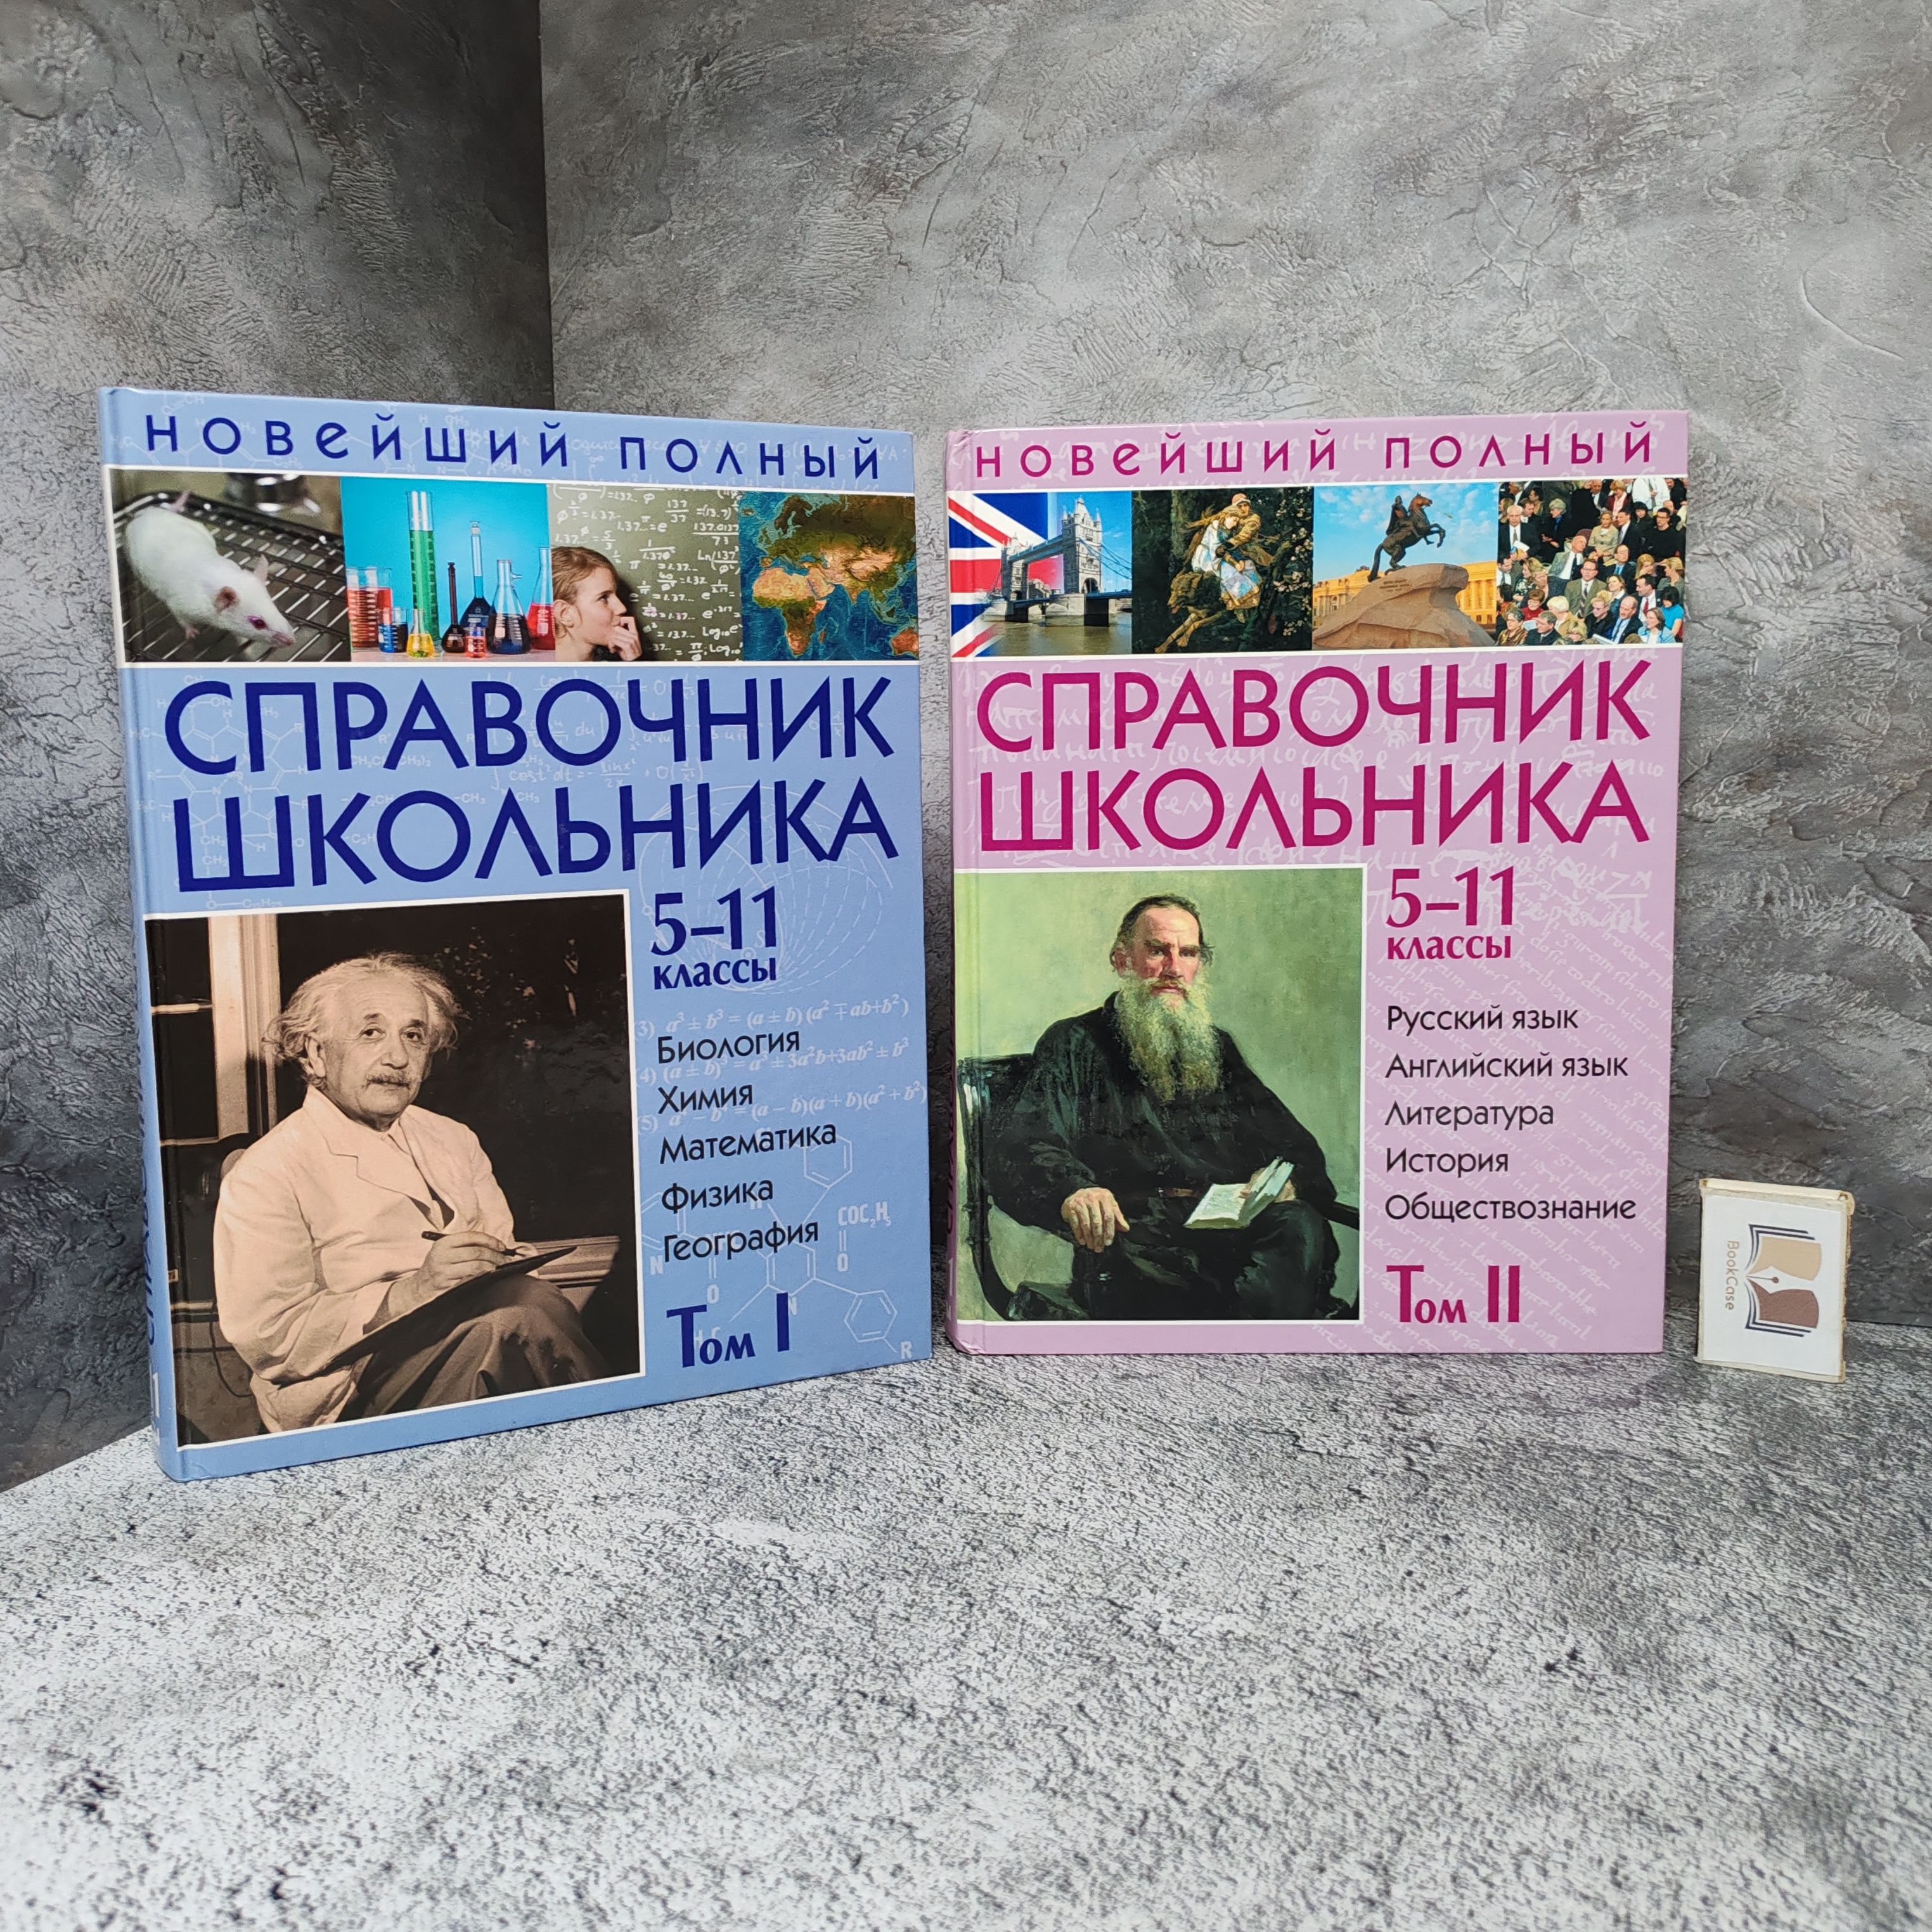 НОВЕЙШИЙ ПОЛНЫЙ
СПРАВОЧНИК
ШКОЛЬНИКА
5–11
классы
Биология
Химия
Математика
Физика
География
Том I
НОВЕЙШИЙ ПОЛНЫЙ
СПРАВОЧНИК
ШКОЛЬНИКА
5–11
классы
Русский язык
Английский язык
Литература
История
Обществознание
Том II
BookCase